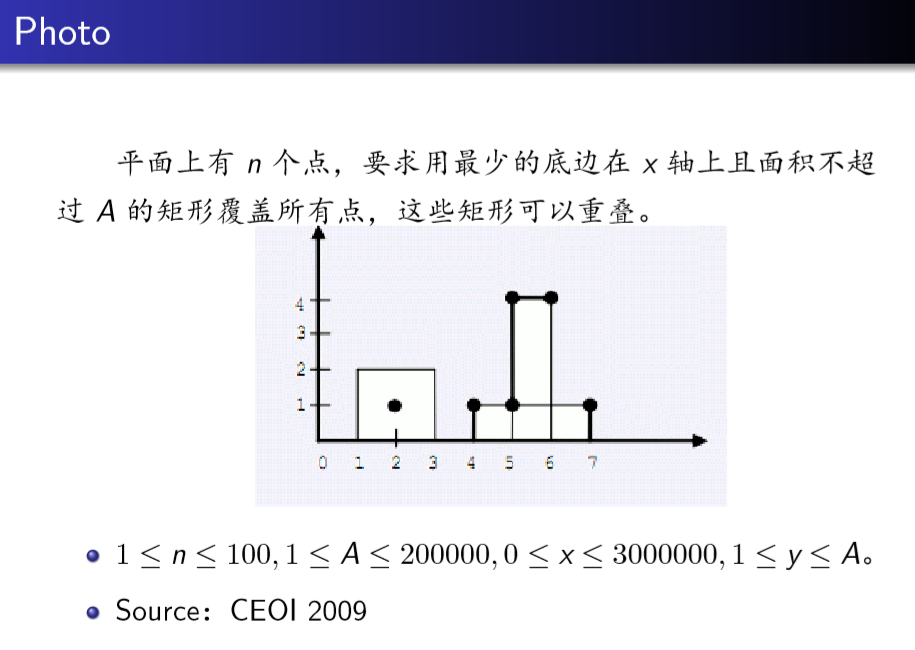 Photo
平面上有 n 个点，要求用最少的底边在 x 轴上且面积不超
过 A 的矩形覆盖所有点，这些矩形可以重叠。
4
3
2
1
0 1 2 3 4 5 6 7
1 ≤ n ≤ 100, 1 ≤ A ≤ 200000, 0 ≤ x ≤ 3000000, 1 ≤ y ≤ A。
Source：CEOI 2009